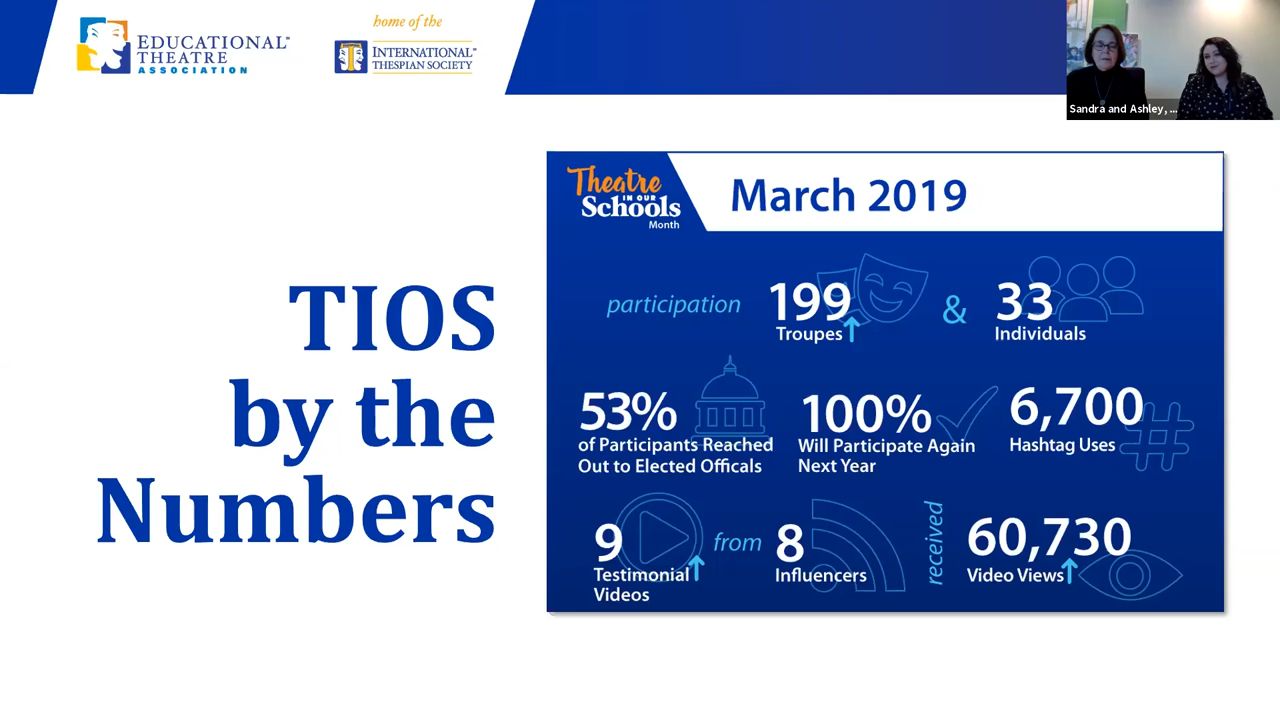 EDUCATIONAL™
THEATRE
ASSOCIATION
home of the
INTERNATIONAL™
THESPIAN SOCIETY
Sandra and Ashley, ...
TIOS
by the
Numbers
Theatre
IN OUR
Schools
Month
March 2019
participation
199
Troupes
&
33
Individuals
53%
of Participants Reached
Out to Elected Officals
100%
Will Participate Again
Next Year
6,700
Hashtag Uses
#
9
Testimonial
Videos
from
8
Influencers
received
60,730
Video Views